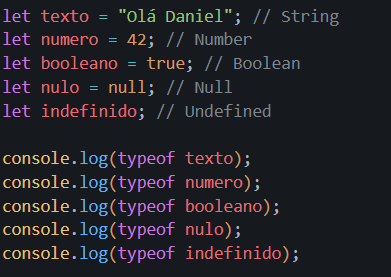 let texto = "Olá Daniel"; // String
let numero = 42; // Number
let booleano = true; // Boolean
let nulo = null; // Null
let indefinido; // Undefined
console.log(typeof texto);
console.log(typeof numero);
console.log(typeof booleano);
console.log(typeof nulo);
console.log(typeof indefinido);